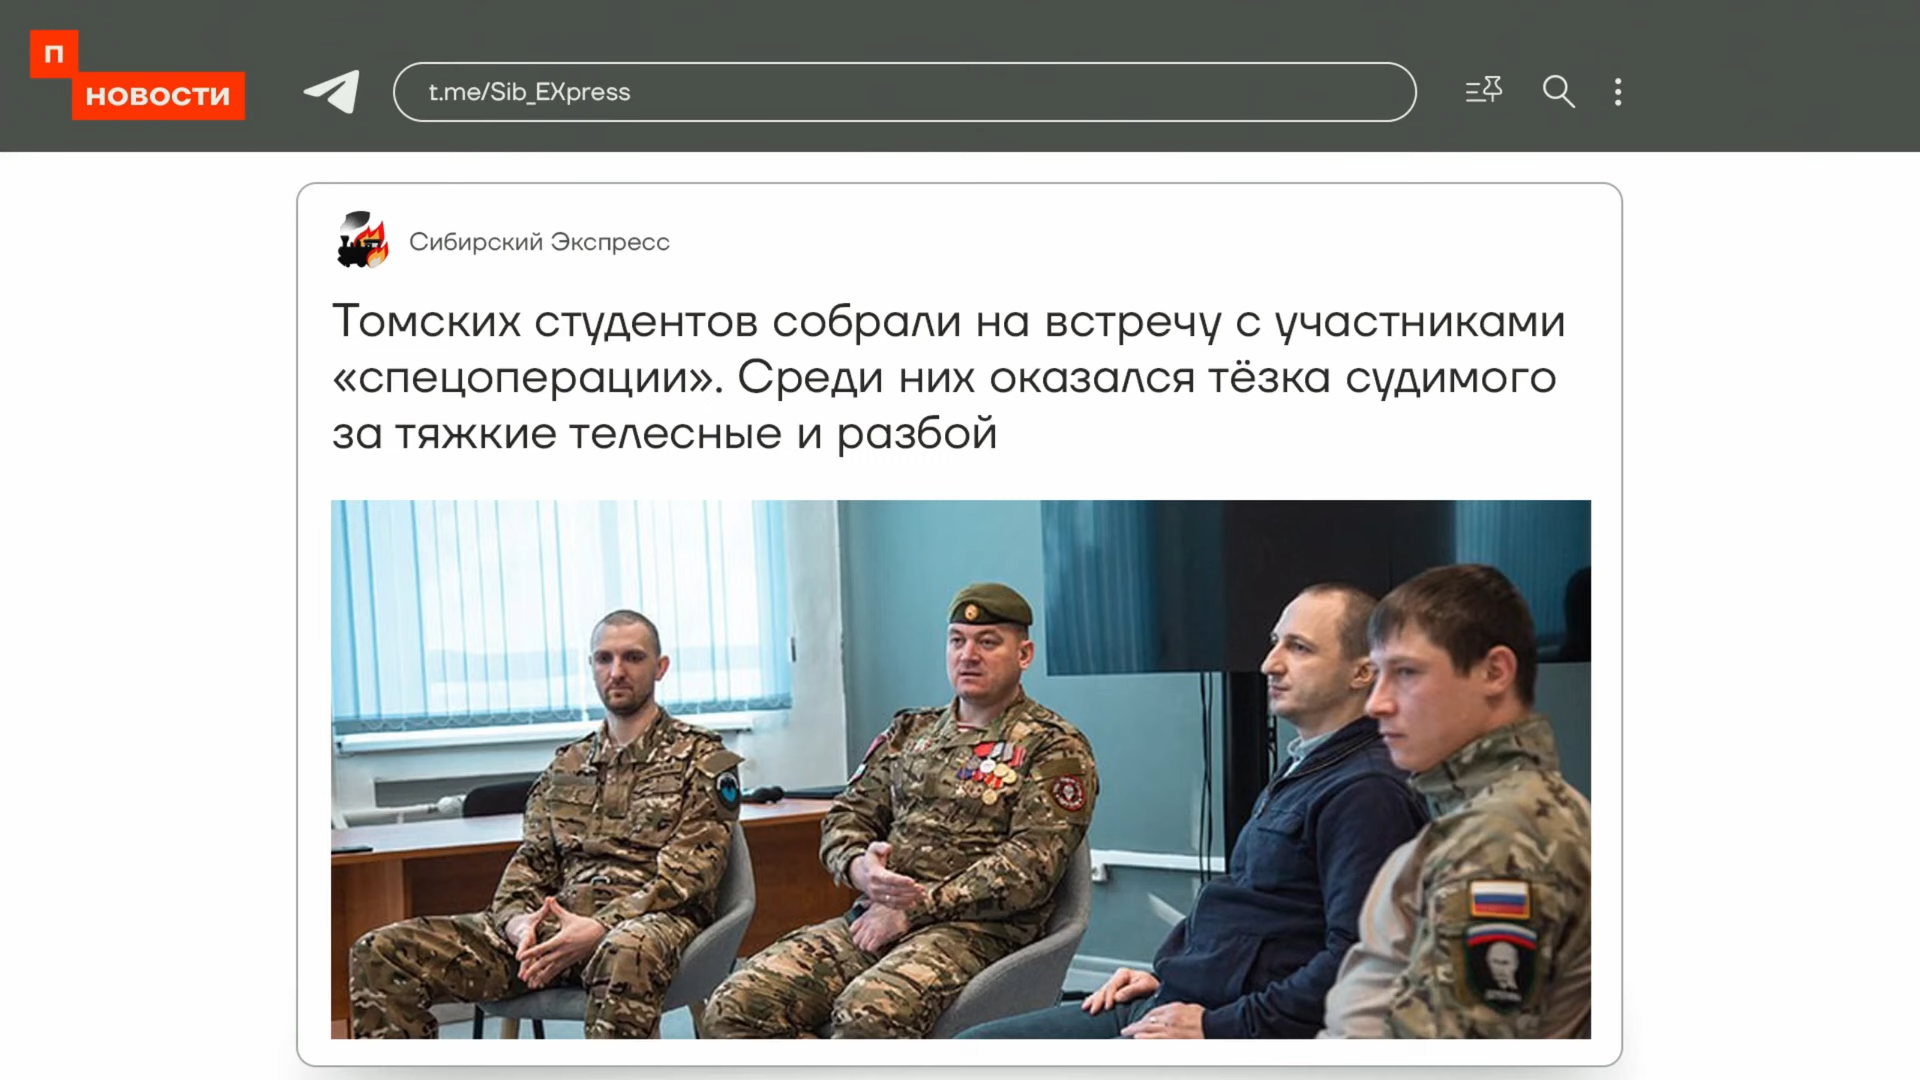 П
НОВОСТИ
t.me/Sib_EXpress
Сибирский Экспресс
Томских студентов собрали на встречу с участниками
«спецоперации». Среди них оказался тёзка судимого
за тяжкие телесные и разбой